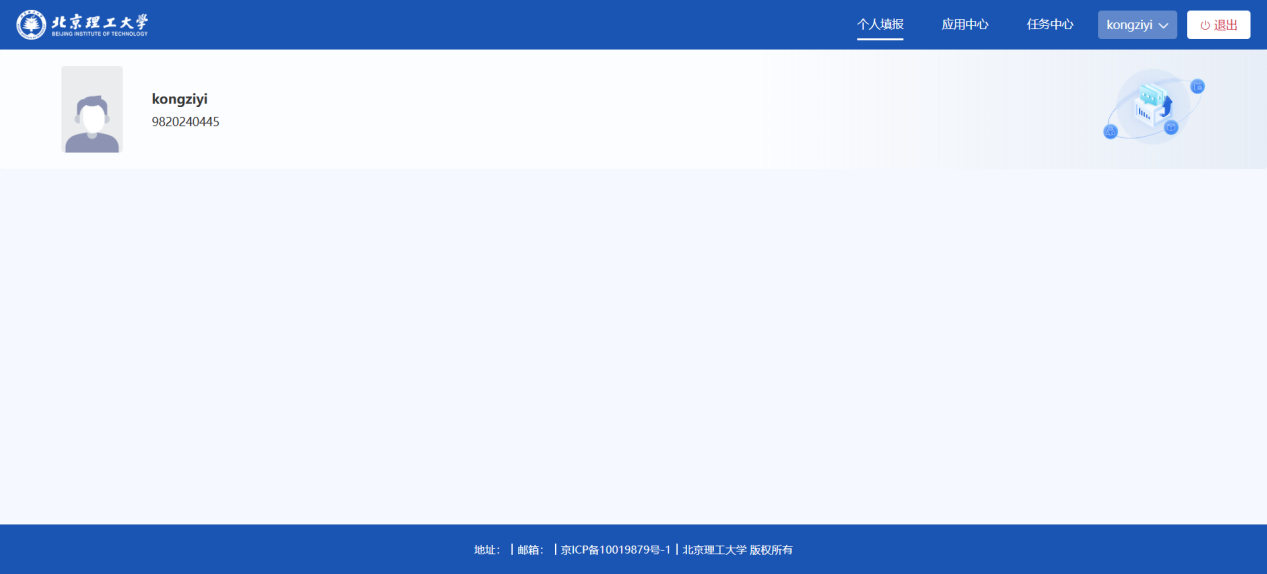 北京理工大学
BEIJING INSTITUTE OF TECHNOLOGY
个人填报 应用中心 任务中心 kongziyi 退出
kongziyi
9820240445
地址： | 邮箱： | 京ICP备10019879号-1 | 北京理工大学 版权所有